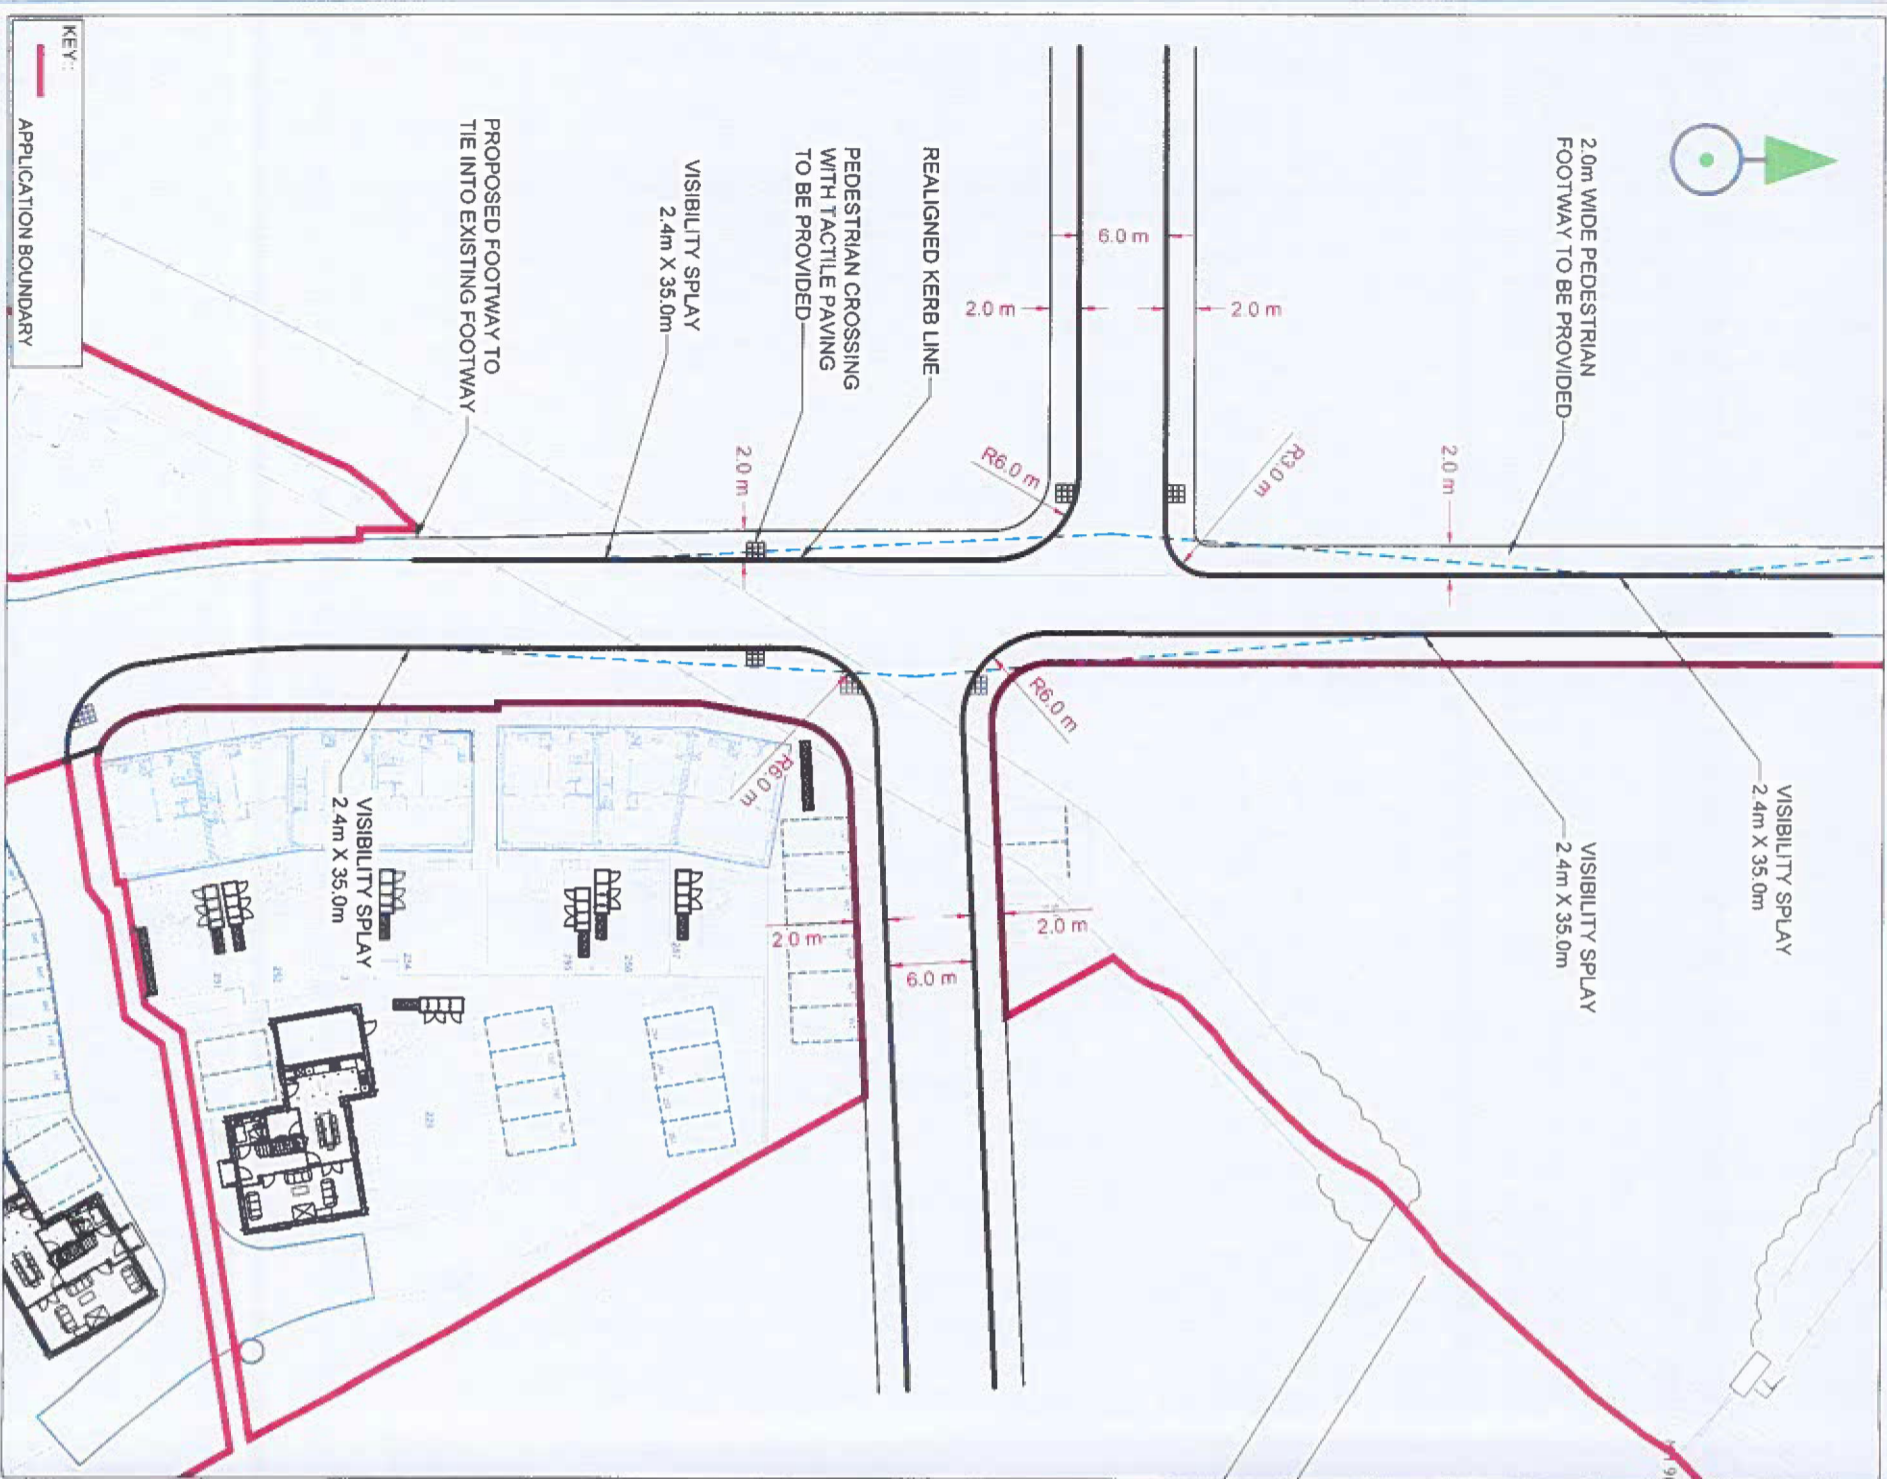 KEY:
APPLICATION BOUNDARY
PROPOSED FOOTWAY TO
TIE INTO EXISTING FOOTWAY
VISIBILITY SPLAY
2.4m X 35.0m
PEDESTRIAN CROSSING
WITH TACTILE PAVING
TO BE PROVIDED
REALIGNED KERB LINE
2.0m WIDE PEDESTRIAN
FOOTWAY TO BE PROVIDED
6.0 m
2.0 m
2.0 m
R6.0 m
R3.0 m
2.0 m
2.0 m
R6.0 m
R6.0 m
VISIBILITY SPLAY
2.4m X 35.0m
VISIBILITY SPLAY
2.4m X 35.0m
VISIBILITY SPLAY
2.4m X 35.0m
2.0 m
2.0 m
6.0 m